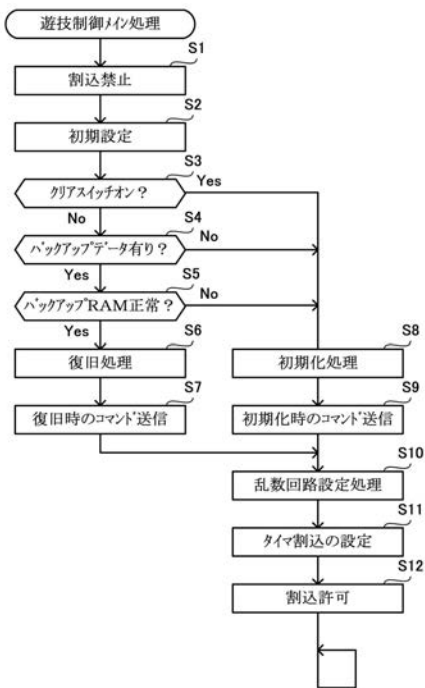 遊技制御メイン処理
S1
割込禁止
S2
初期設定
S3
クリアスイッチオン？
Yes
No
S4
バックアップデータ有り？
No
Yes
S5
バックアップRAM正常？
No
Yes
S6
復旧処理
S8
初期化処理
S7
復旧時のコマンド送信
S9
初期化時のコマンド送信
S10
乱数回路設定処理
S11
タイマ割込の設定
S12
割込許可